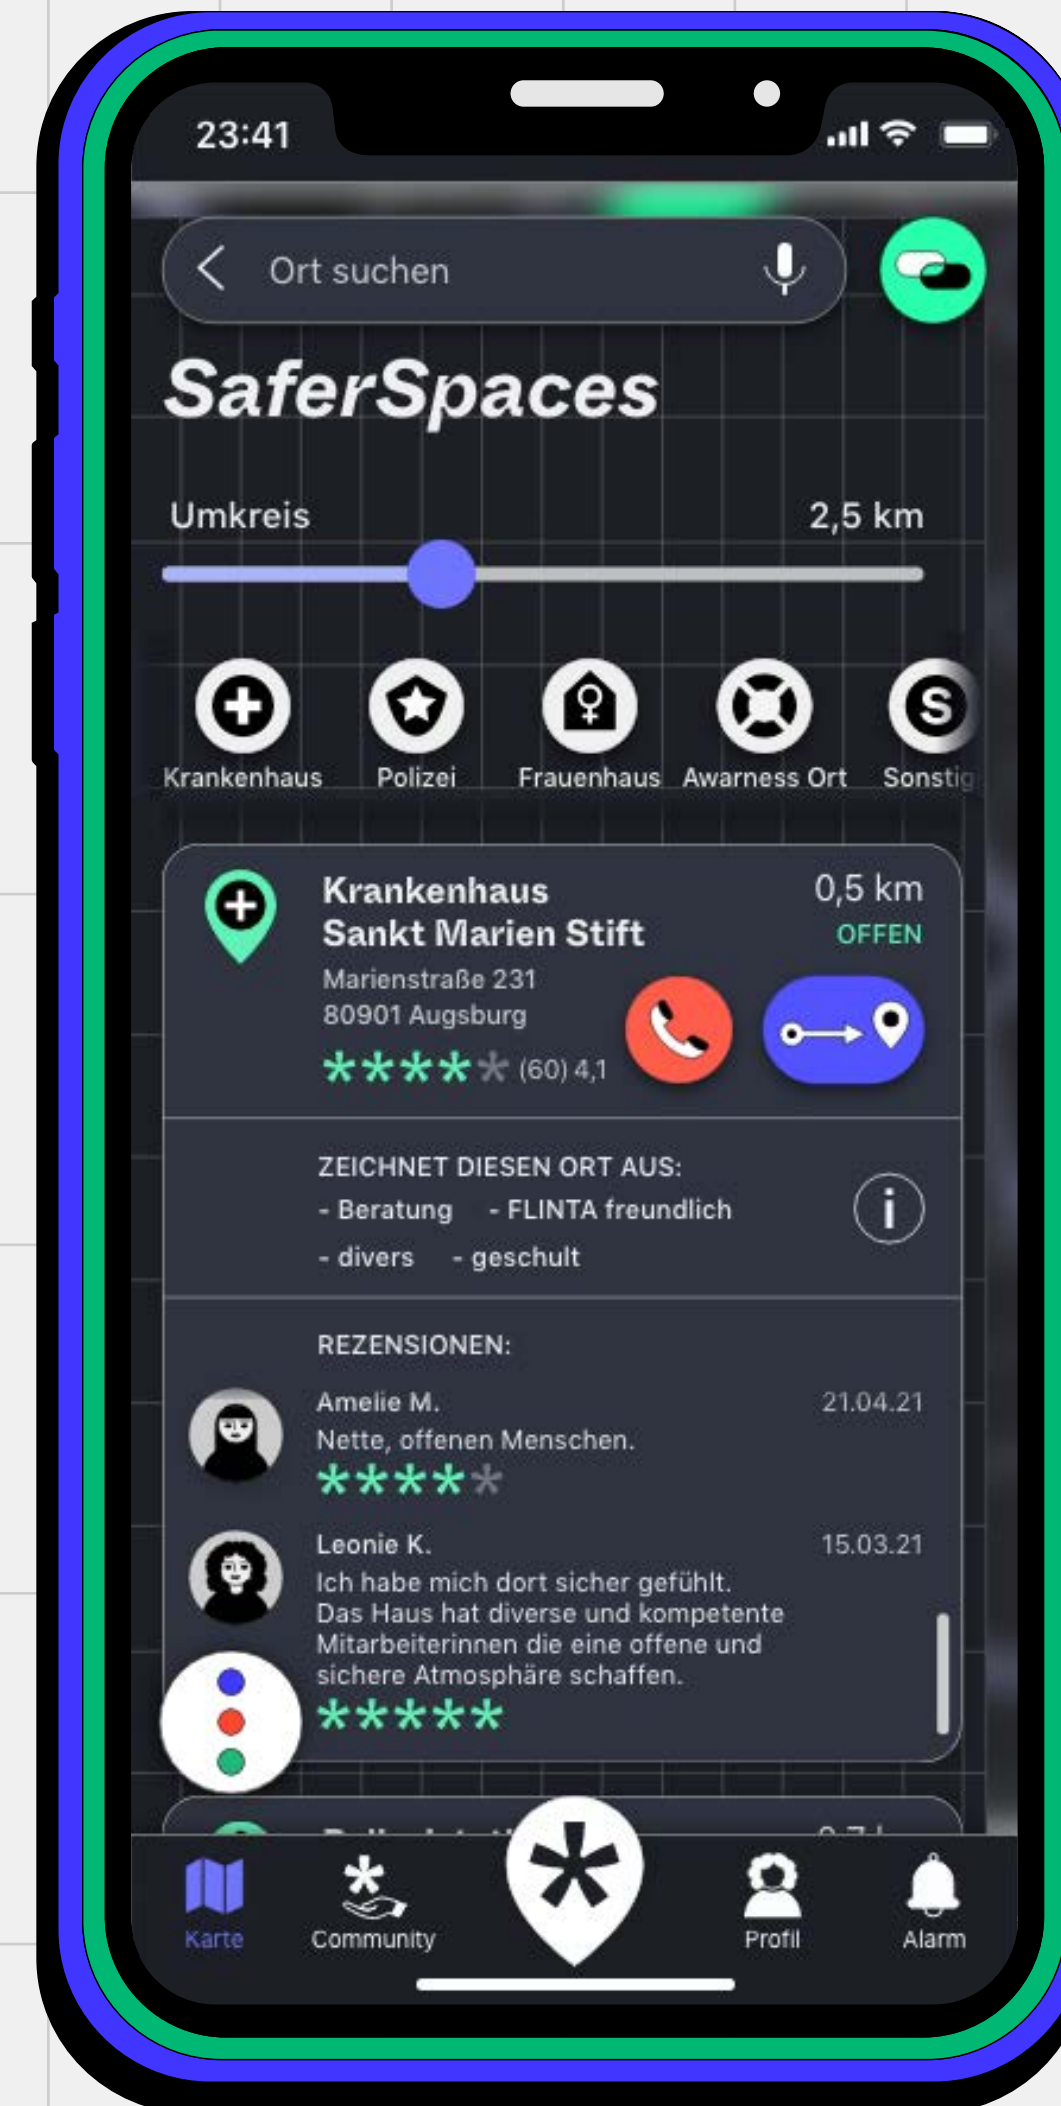 23:41
Ort suchen
SaferSpaces
Umkreis 2,5 km
Krankenhaus Polizei Frauenhaus Awarness Ort Sonstig
Krankenhaus 0,5 km
Sankt Marien Stift OFFEN
Marienstraße 231
80901 Augsburg
(60) 4,1
ZEICHNET DIESEN ORT AUS:
- Beratung - FLINTA freundlich
- divers - geschult
REZENSIONEN:
Amelie M. 21.04.21
Nette, offenen Menschen.
Leonie K. 15.03.21
Ich habe mich dort sicher gefühlt.
Das Haus hat diverse und kompetente
Mitarbeiterinnen die eine offene und
sichere Atmosphäre schaffen.
Karte Community Profil Alarm